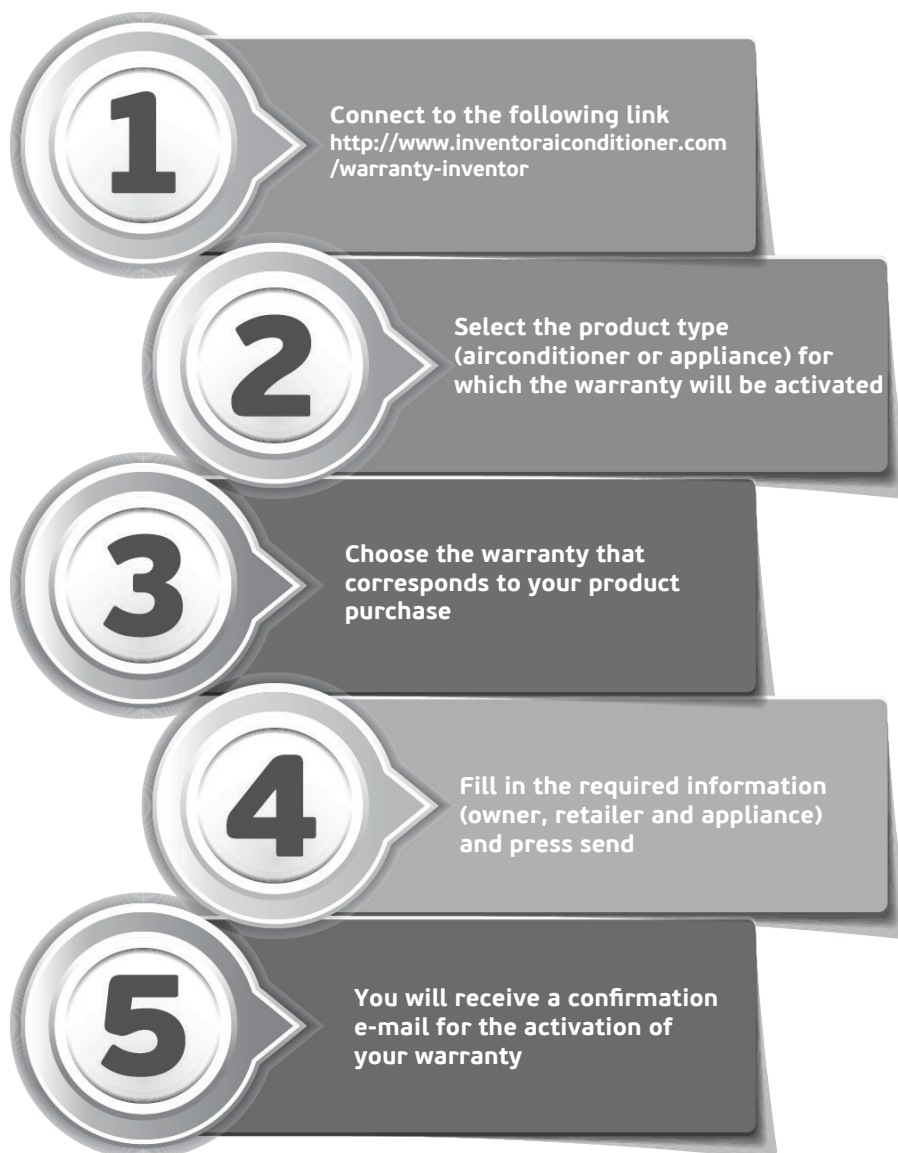 1
Connect to the following link
http://www.inventoraiconditioner.com
/warranty-inventor
2
Select the product type
(airconditioner or appliance) for
which the warranty will be activated
3
Choose the warranty that
corresponds to your product
purchase
4
Fill in the required information
(owner, retailer and appliance)
and press send
5
You will receive a confirmation
e-mail for the activation of
your warranty